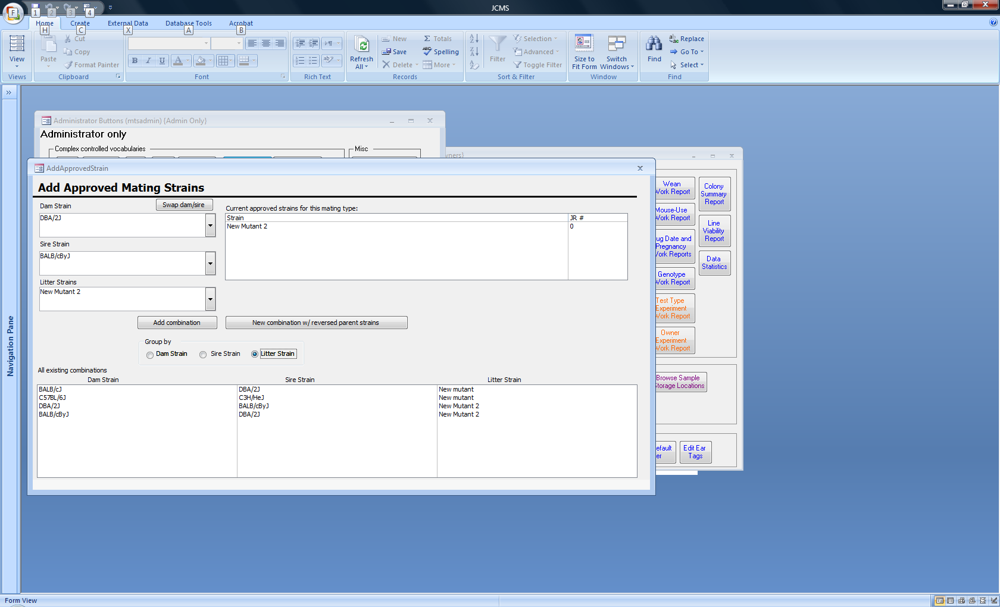 JCMS
F
1
2
3
4
Home
Create
External Data
Database Tools
Acrobat
H
C
X
A
B
View
Views
Paste
Cut
Copy
Format Painter
Clipboard
B I U A
Font
Rich Text
Refresh
All
New
Save
Delete
Totals
Spelling
More
Records
Filter
Selection
Advanced
Toggle Filter
Sort & Filter
Size to
Fit Form
Switch
Windows
Window
Find
Replace
Go To
Select
Find
Navigation Pane
Administrator Buttons (mtsadmin) {Admin Only}
Administrator only
Complex controlled vocabularies
Misc
ners}
AddApprovedStrain
Add Approved Mating Strains
Dam Strain
Swap dam/sire
DBA/2J
Sire Strain
BALB/cByJ
Litter Strains
New Mutant 2
Current approved strains for this mating type:
Strain JR #
New Mutant 2 0
Add combination
New combination w/ reversed parent strains
Group by
Dam Strain
Sire Strain
Litter Strain
All existing combinations
Dam Strain Sire Strain Litter Strain
BALB/cJ DBA/2J New mutant
C57BL/6J C3H/HeJ New mutant
DBA/2J BALB/cByJ New Mutant 2
BALB/cByJ DBA/2J New Mutant 2
Wean
Work Report
Colony
Summary
Report
Mouse-Use
Work Report
Line
Viability
Report
ug Date and
Pregnancy
Work Reports
Data
Statistics
Genotype
Work Report
Test Type
Experiment
Work Report
Owner
Experiment
Work Report
Browse Sample
Storage Locations
efault
er
Edit Ear
Tags
Form View